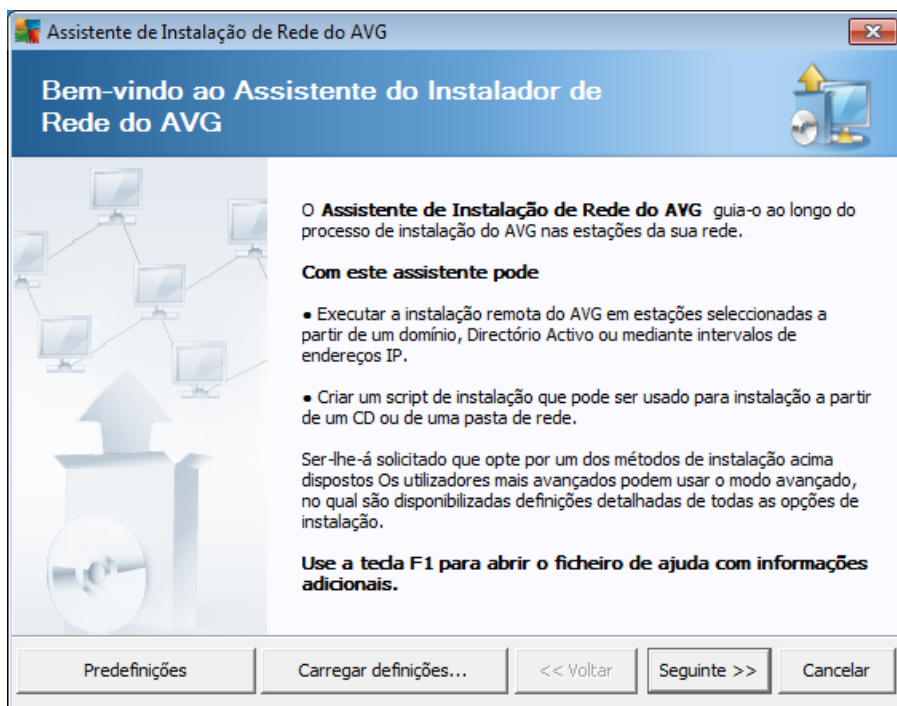 Assistente de Instalação de Rede do AVG
Bem-vindo ao Assistente do Instalador de
Rede do AVG
O Assistente de Instalação de Rede do AVG guia-o ao longo do
processo de instalação do AVG nas estações da sua rede.
Com este assistente pode
• Executar a instalação remota do AVG em estações seleccionadas a
partir de um domínio, Directório Activo ou mediante intervalos de
endereços IP.
• Criar um script de instalação que pode ser usado para instalação a partir
de um CD ou de uma pasta de rede.
Ser-lhe-á solicitado que opte por um dos métodos de instalação acima
dispostos Os utilizadores mais avançados podem usar o modo avançado,
no qual são disponibilizadas definições detalhadas de todas as opções de
instalação.
Use a tecla F1 para abrir o ficheiro de ajuda com informações
adicionais.
Predefinições
Carregar definições...
<< Voltar
Seguinte >>
Cancelar